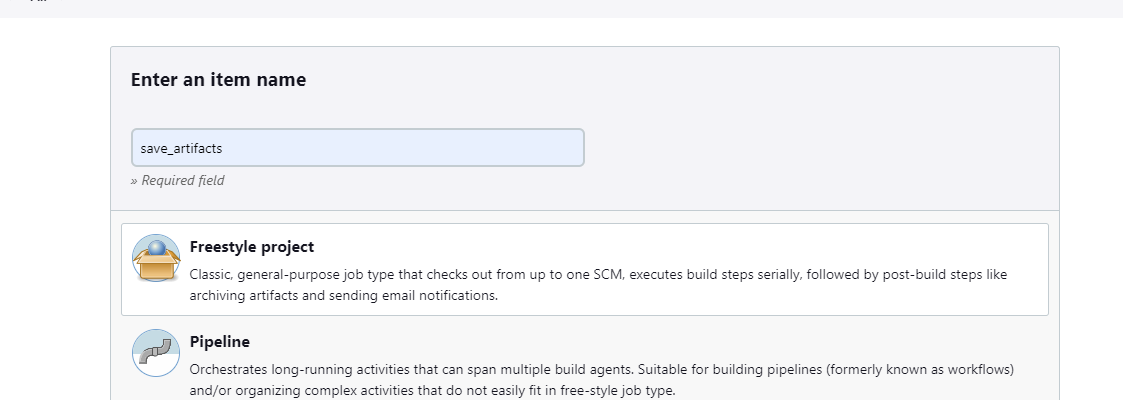 Enter an item name
save_artifacts
» Required field
Freestyle project
Classic, general-purpose job type that checks out from up to one SCM, executes build steps serially, followed by post-build steps like
archiving artifacts and sending email notifications.
Pipeline
Orchestrates long-running activities that can span multiple build agents. Suitable for building pipelines (formerly known as workflows)
and/or organizing complex activities that do not easily fit in free-style job type.